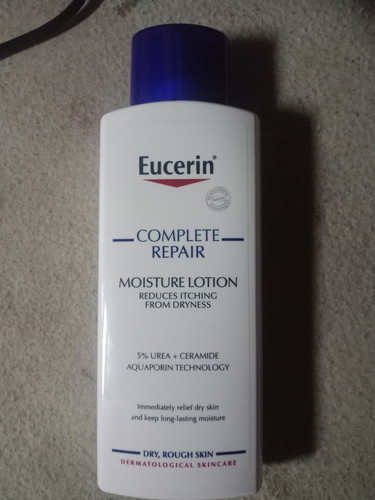 Eucerin®
COMPLETE
REPAIR
MOISTURE LOTION
REDUCES ITCHING
FROM DRYNESS
5% UREA + CERAMIDE
AQUAPORIN TECHNOLOGY
Immediately relief dry skin
and keep long-lasting moisture
DRY, ROUGH SKIN
DERMATOLOGICAL SKINCARE